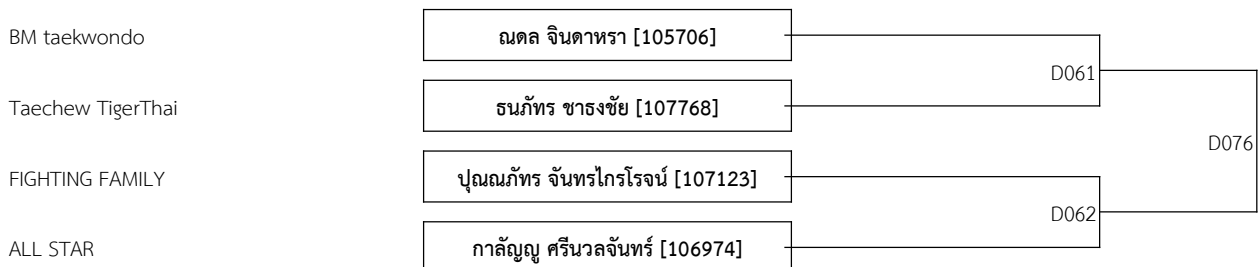 BM taekwondo ณดล จินดาหรา [105706]
D061
Taechew TigerThai ธนภัทร ชาธงชัย [107768]
D076
FIGHTING FAMILY ปุณณภัทร จันทรไกรโรจน์ [107123]
D062
ALL STAR กาลัญญู ศรีนวลจันทร์ [106974]